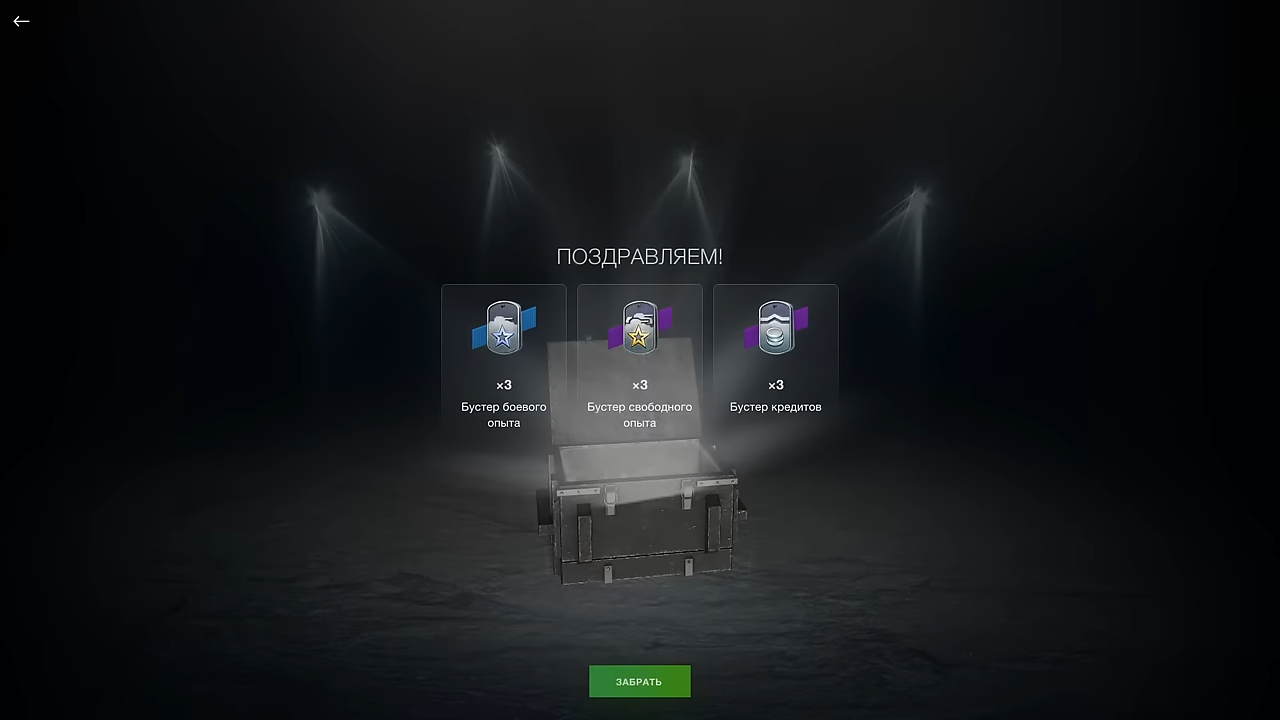 ПОЗДРАВЛЯЕМ!
×3
Бустер боевого
опыта
×3
Бустер свободного
опыта
×3
Бустер кредитов
ЗАБРАТЬ